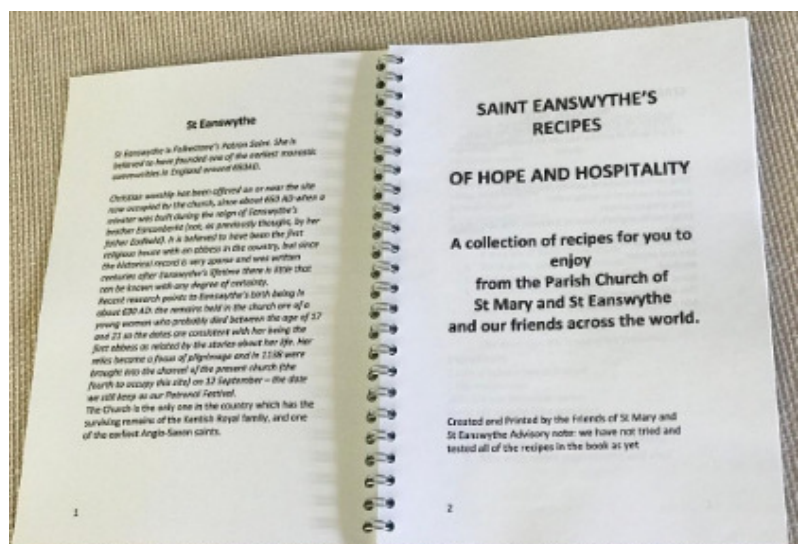 St Eanswythe
St Eanswythe is Folkestone's Patron Saint. She is
believed to have founded one of the earliest monastic
communities in England around 660AD.
Christian worship has been offered on or near the site
now occupied by the church, since about 660 AD when a
minster was built during the reign of Eanswythe's
brother (not, as previously thought, by her
father Eadbald). It is believed to have been the first
religious house with an abbess in the country, but since
the historical record is very sparse and was written
centuries after Eanswythe's lifetime there is little that
can be known with any degree of certainty.
Recent research points to Eanswythe's birth being in
about 630 AD. the remains held in the church are of a
young woman who probably died between the age of 17
and 21 so the dates are consistent with her being the
first abbess as related by the stories about her life. Her
relics became a focus of pilgrimage and in 1138 were
brought into the chancel of the present church (the
fourth to occupy this site) on 12 September – the date
we still keep as our Patronal Festival.
The Church is the only one in the country which has the
surviving remains of the Kentish Royal family, and one
of the earliest Anglo-Saxon saints.
1
SAINT EANSWYTHE'S
RECIPES
OF HOPE AND HOSPITALITY
A collection of recipes for you to
enjoy
from the Parish Church of
St Mary and St Eanswythe
and our friends across the world.
Created and Printed by the Friends of St Mary and
St Eanswythe Advisory note: we have not tried and
tested all of the recipes in the book as yet
2